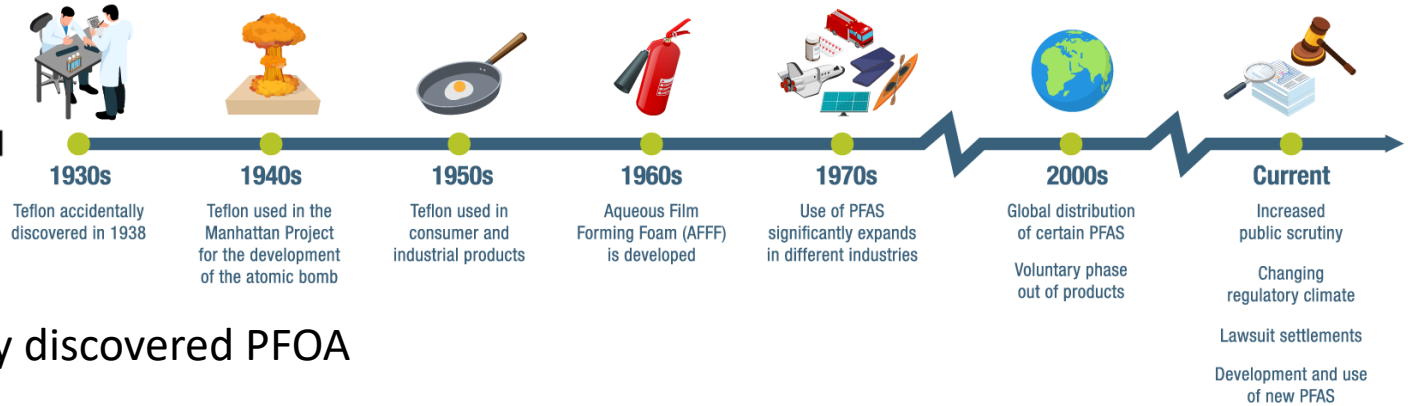 1930s
Teflon accidentally
discovered in 1938
1940s
Teflon used in the
Manhattan Project
for the development
of the atomic bomb
1950s
Teflon used in
consumer and
industrial products
1960s
Aqueous Film
Forming Foam (AFFF)
is developed
1970s
Use of PFAS
significantly expands
in different industries
2000s
Global distribution
of certain PFAS
Voluntary phase
out of products
Current
Increased
public scrutiny
Changing
regulatory climate
Lawsuit settlements
Development and use
of new PFAS
discovered PFOA